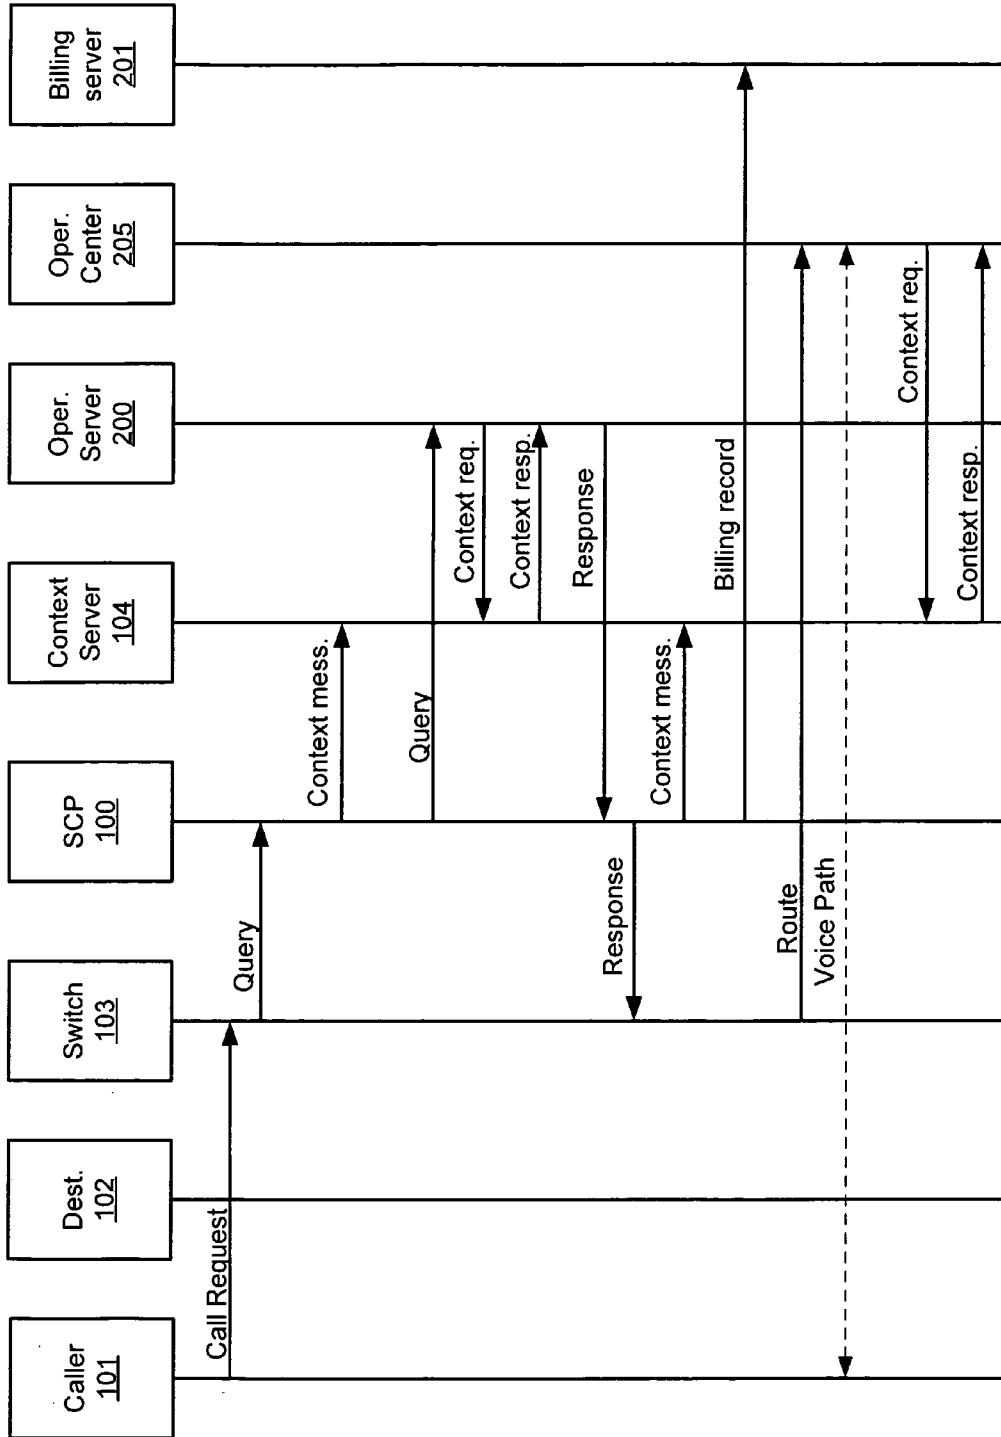 Caller
101
Dest.
102
Switch
103
SCP
100
Context
Server
104
Oper.
Server
200
Oper.
Center
205
Billing
server
201
Call Request
Query
Context mess.
Query
Context req.
Context resp.
Response
Response
Context mess.
Billing record
Route
Voice Path
Context req.
Context resp.